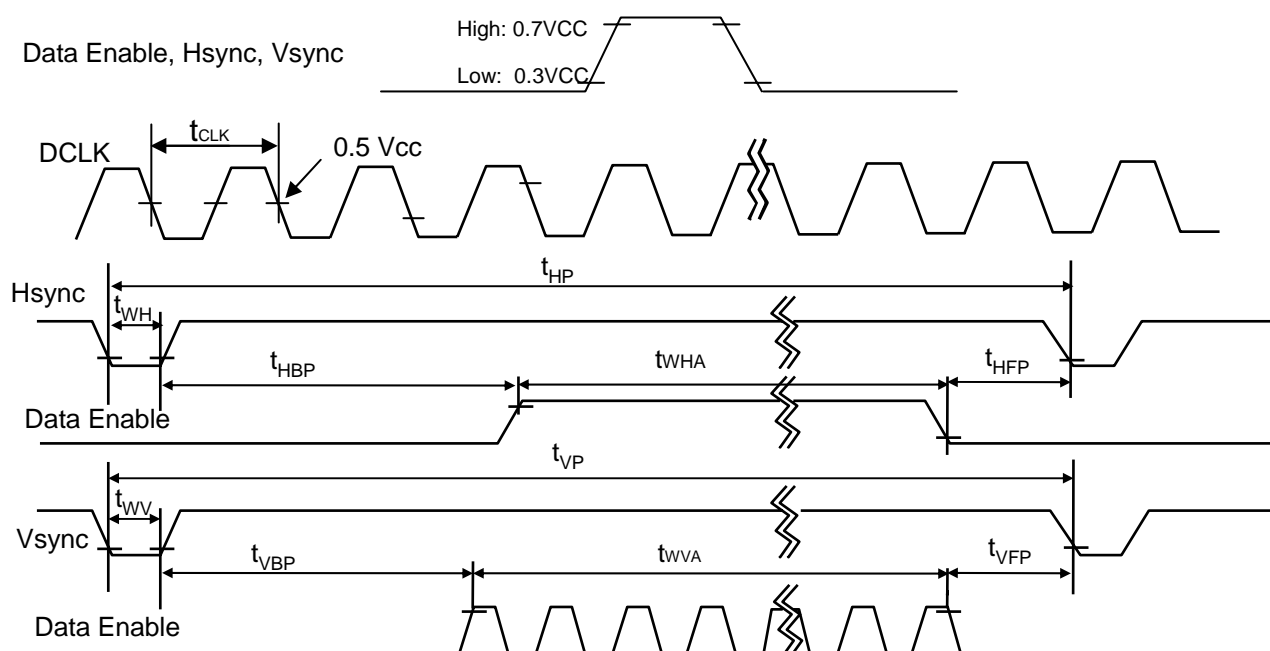 High: 0.7VCC
Data Enable, Hsync, Vsync
Low: 0.3VCC
tCLK
DCLK
0.5 Vcc
tHP
Hsync
tWH
tHBP
tWHA
tHFP
Data Enable
tVP
tWV
Vsync
tVBP
tWVA
tVFP
Data Enable